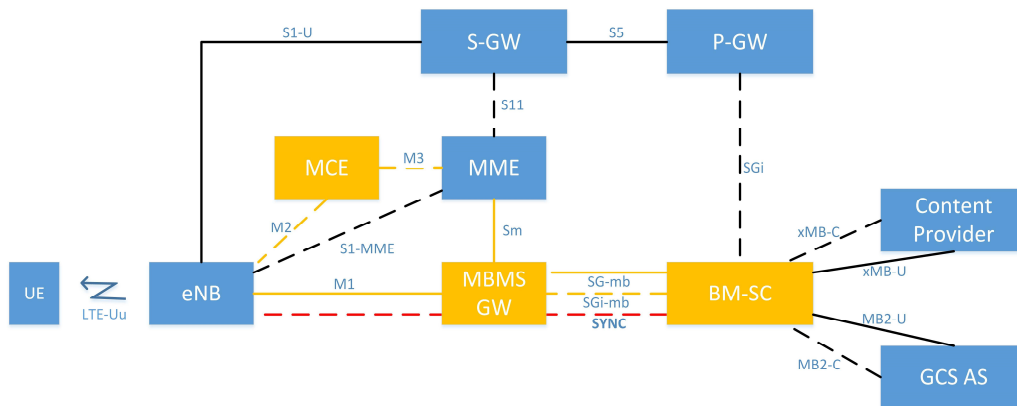 S1-U
S-GW
S5
P-GW
S11
MCE
M3
MME
SGi
Content
Provider
xMB-C
M2
S1-MME
Sm
xMB-U
UE
LTE-Uu
eNB
M1
MBMS
GW
SG-mb
SGi-mb
SYNC
BM-SC
MB2-U
MB2-C
GCS AS